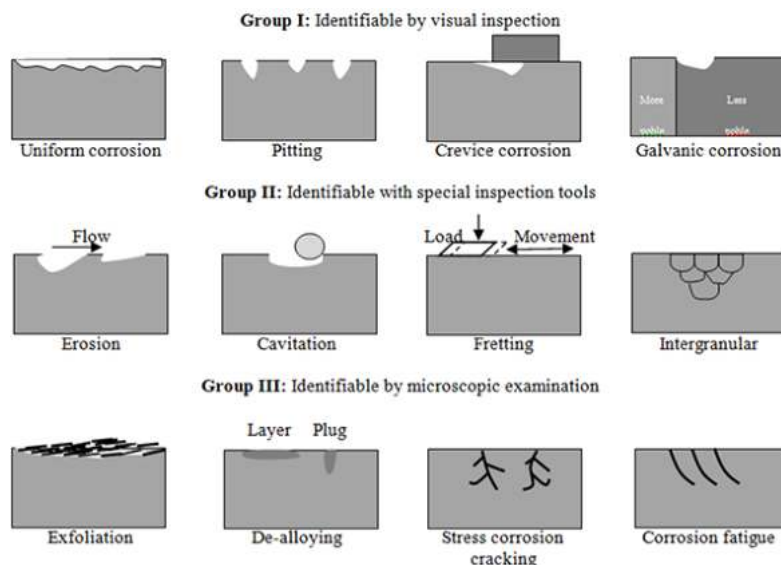 Group I: Identifiable by visual inspection
More noble
Less noble
Uniform corrosion
Pitting
Crevice corrosion
Galvanic corrosion
Group II: Identifiable with special inspection tools
Flow
Load
Movement
Erosion
Cavitation
Fretting
Intergranular
Group III: Identifiable by microscopic examination
Layer
Plug
Exfoliation
De-alloying
Stress corrosion
cracking
Corrosion fatigue